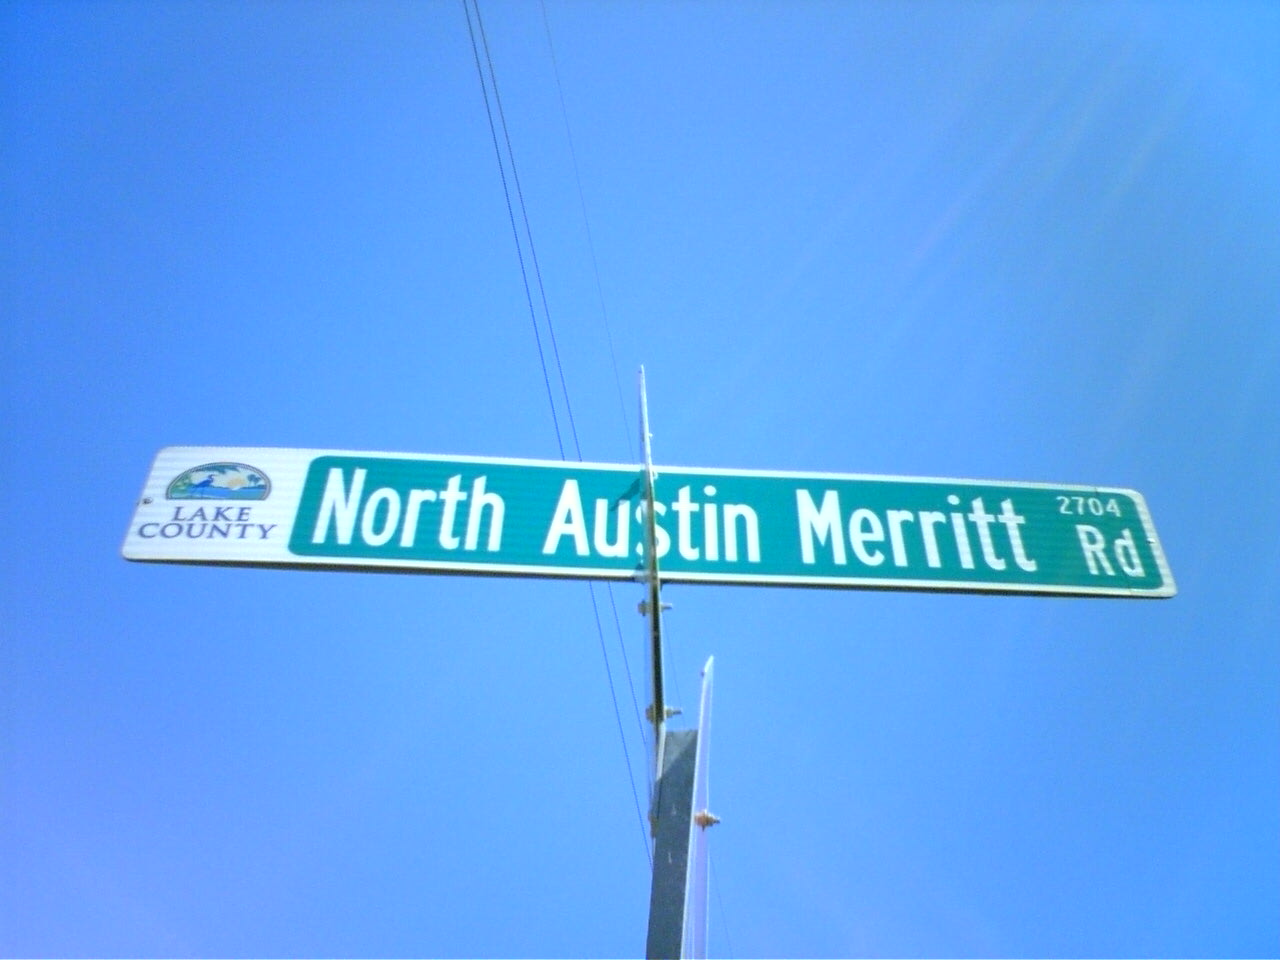 LAKE
COUNTY
North Austin Merritt Rd
2704